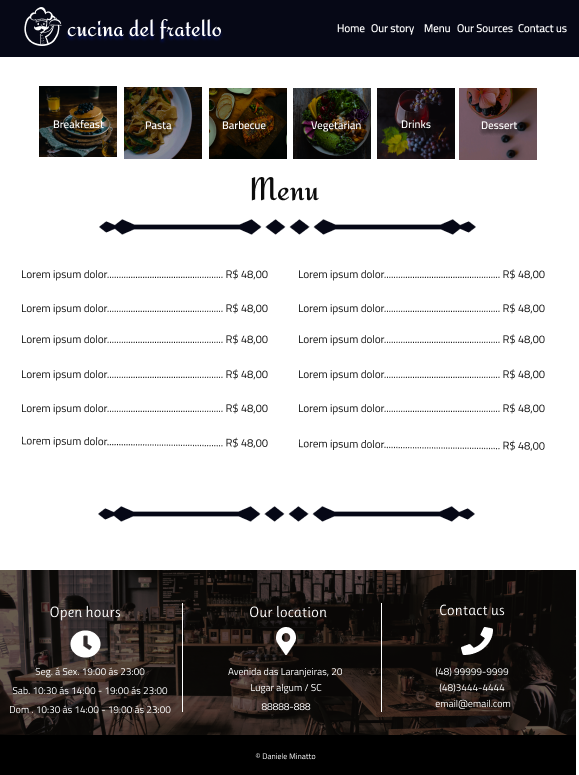 cucina del fratello
Home Our story Menu Our Sources Contact us
Breakfeast Pasta Barbecue Vegetarian Drinks Dessert
Menu
Lorem ipsum dolor................................................ R$ 48,00
Lorem ipsum dolor................................................ R$ 48,00
Lorem ipsum dolor................................................ R$ 48,00
Lorem ipsum dolor................................................ R$ 48,00
Lorem ipsum dolor................................................ R$ 48,00
Lorem ipsum dolor................................................ R$ 48,00
Lorem ipsum dolor................................................ R$ 48,00
Lorem ipsum dolor................................................ R$ 48,00
Lorem ipsum dolor................................................ R$ 48,00
Lorem ipsum dolor................................................ R$ 48,00
Lorem ipsum dolor................................................ R$ 48,00
Lorem ipsum dolor................................................ R$ 48,00
Open hours
Seg. á Sex. 19:00 ás 23:00
Sab. 10:30 ás 14:00 - 19:00 ás 23:00
Dom . 10:30 ás 14:00 - 19:00 ás 23:00
Our location
Avenida das Laranjeiras, 20
Lugar algum / SC
88888-888
Contact us
(48) 99999-9999
(48)3444-4444
email@email.com
© Daniele Minatto